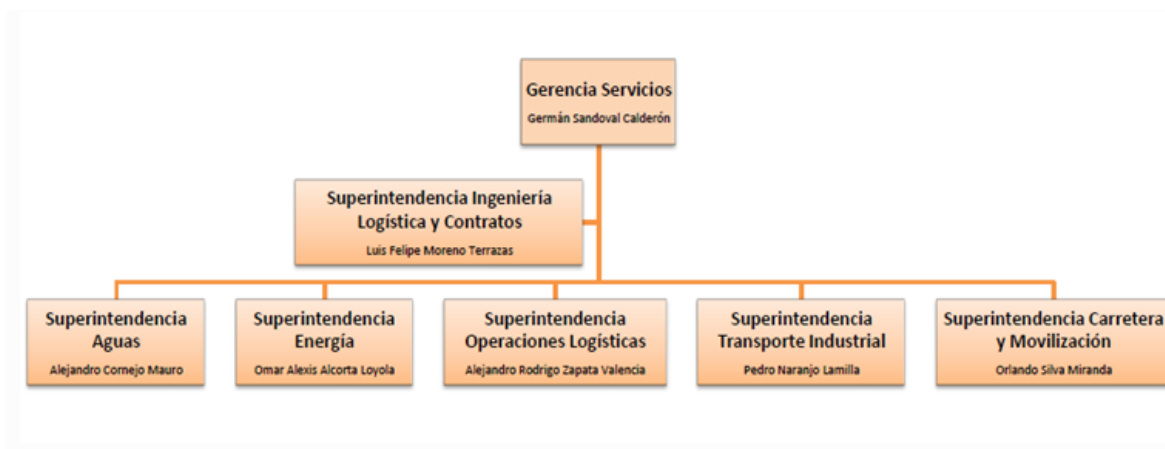 Gerencia Servicios
Germán Sandoval Calderón
Superintendencia Ingeniería
Logística y Contratos
Luis Felipe Moreno Terrazas
Superintendencia
Aguas
Alejandro Cornejo Mauro
Superintendencia
Energía
Omar Alexis Alcorta Loyola
Superintendencia
Operaciones Logísticas
Alejandro Rodrigo Zapata Valencia
Superintendencia
Transporte Industrial
Pedro Naranjo Lamilla
Superintendencia Carretera
y Movilización
Orlando Silva Miranda